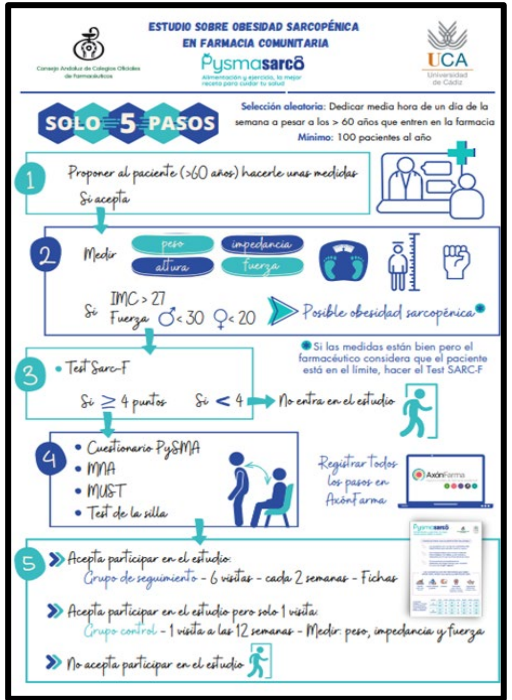 ESTUDIO SOBRE OBESIDAD SARCOPÉNICA
EN FARMACIA COMUNITARIA
Consejo Andaluz de Colegios Oficiales
de Farmacéuticos
Pysmasarcô
Alimentación y ejercicio, la mejor
receta para cuidar tu salud
UCA
Universidad
de Cádiz
SOLO 5 PASOS
Selección aleatoria: Dedicar media hora de un día de la
semana a pesar a los > 60 años que entren en la farmacia
Mínimo: 100 pacientes al año
1
Proponer al paciente (>60 años) hacerle unas medidas
Si acepta
2
Medir
peso
impedancia
altura
fuerza
Si
IMC > 27
Fuerza ♂ < 30 ♀ < 20
Posible obesidad sarcopénica
Si las medidas están bien pero el
farmacéutico considera que el paciente
está en el límite, hacer el Test SARC-F
3
• Test Sarc-F
Si ≥ 4 puntos
Si < 4
No entra en el estudio
4
• Cuestionario PySMA
• MNA
• MUST
• Test de la silla
Registrar todos
los pasos en
AxónFarma
AxónFarma
5
Acepta participar en el estudio:
Grupo de seguimiento - 6 visitas - cada 2 semanas - Fichas
Acepta participar en el estudio pero solo 1 visita:
Grupo control - 1 visita a las 12 semanas - Medir: peso, impedancia y fuerza
No acepta participar en el estudio
Pysmasarcô